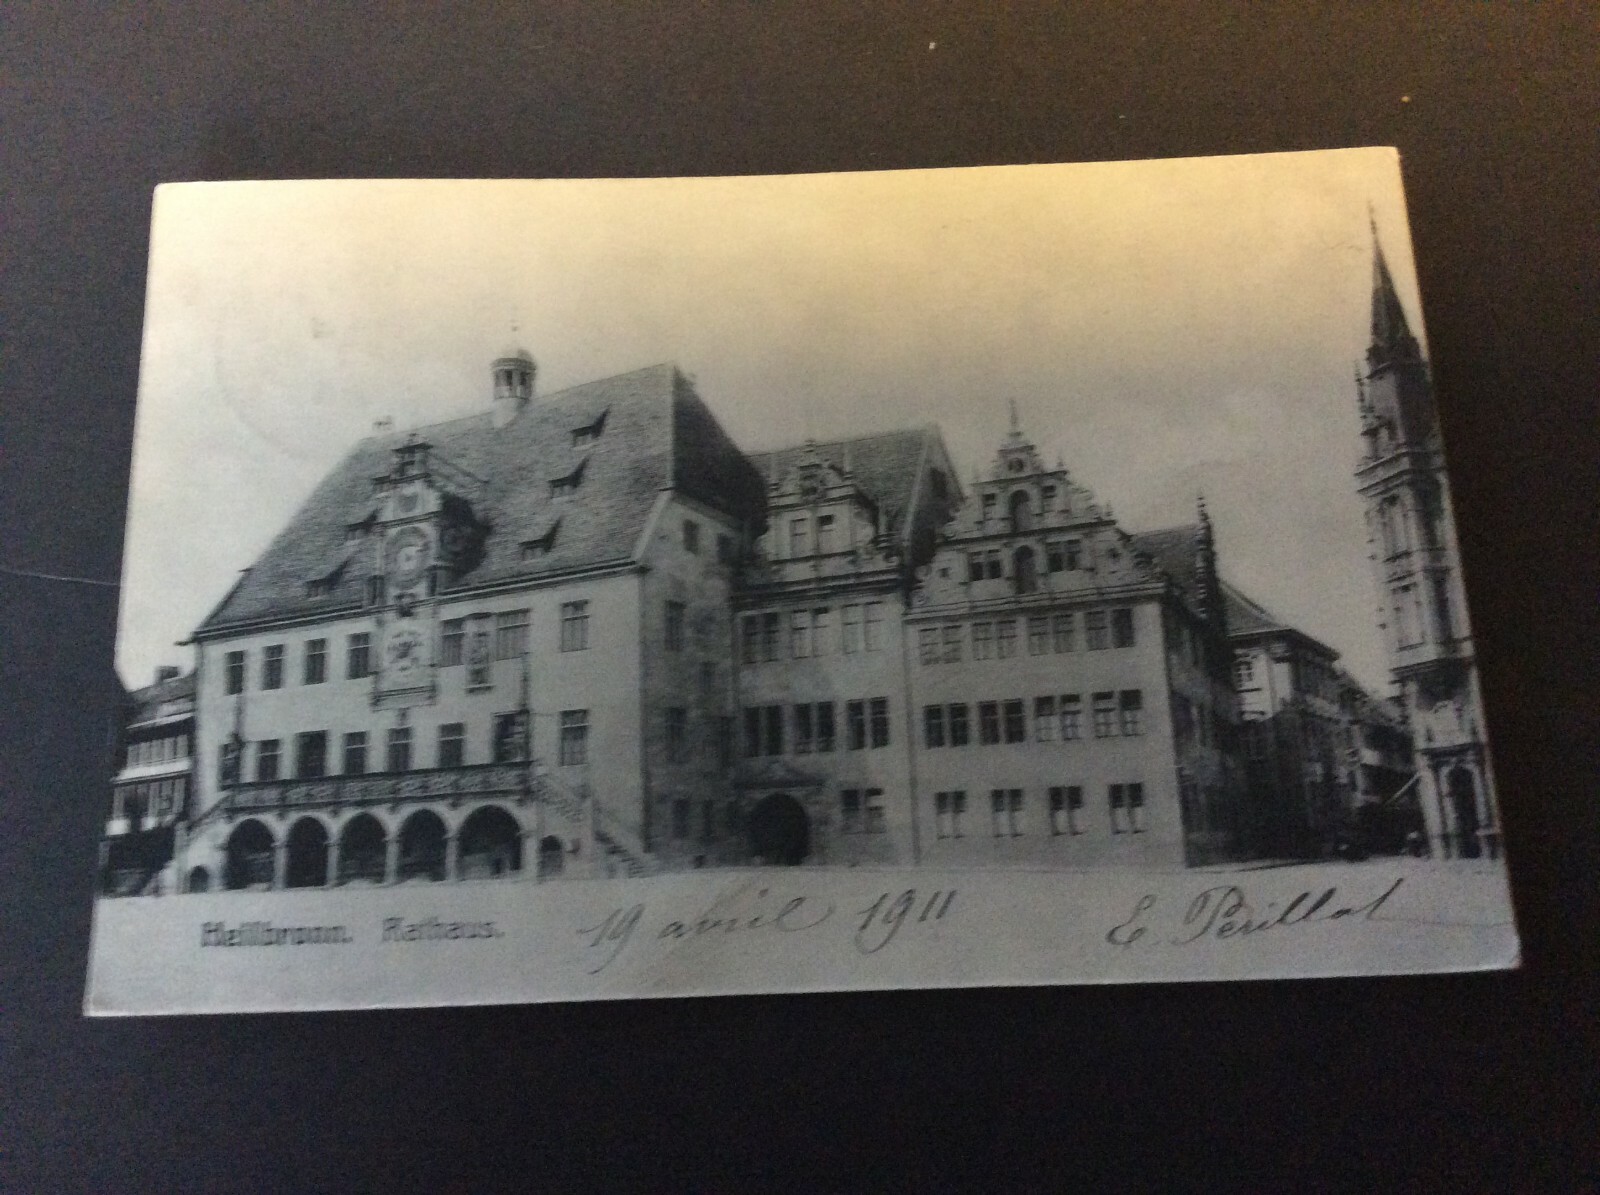 Heilbronn. Rathaus. 19 avril 1911 E. Perillat